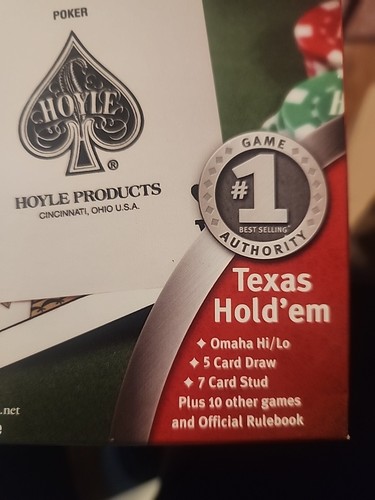 POKER
HOYLE
®
HOYLE PRODUCTS
CINCINNATI, OHIO U.S.A.
GAME
#1
BEST SELLING
AUTHORITY
Texas
Hold'em
✦ Omaha Hi/Lo
✦ 5 Card Draw
✦ 7 Card Stud
Plus 10 other games
and Official Rulebook
.net